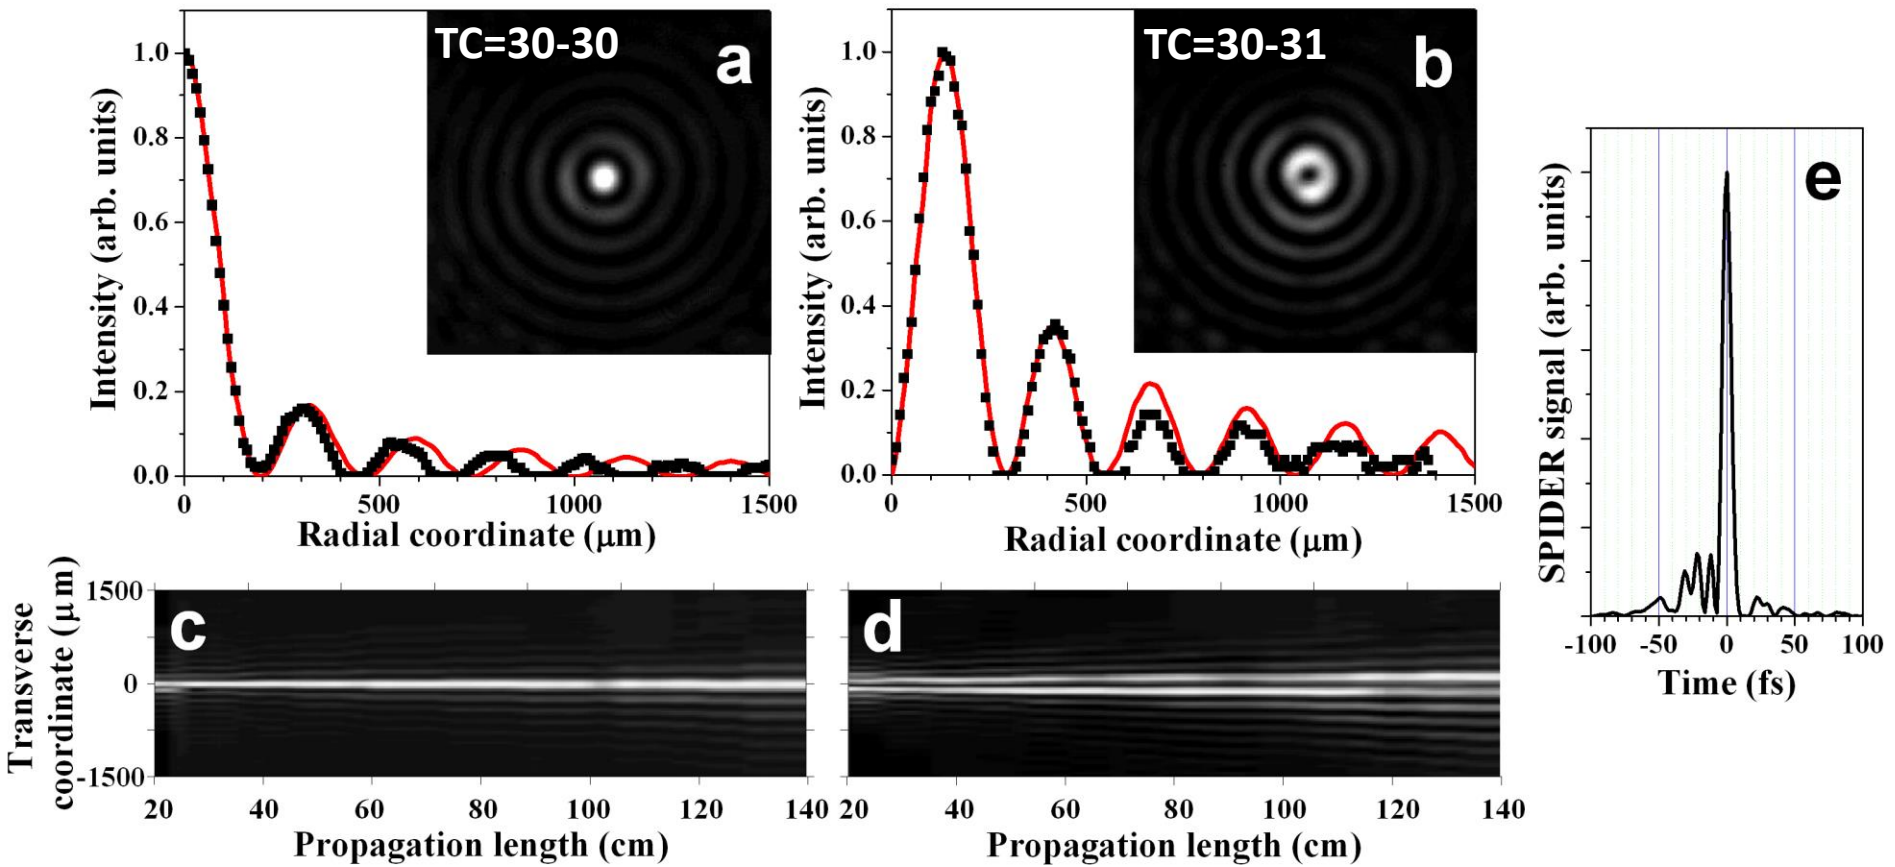 TC=30-30
a
Intensity (arb. units)
1.0
0.8
0.6
0.4
0.2
0.0
0
500
1000
1500
Radial coordinate (μm)
TC=30-31
b
Intensity (arb. units)
1.0
0.8
0.6
0.4
0.2
0.0
0
500
1000
1500
Radial coordinate (μm)
c
Transverse
coordinate (μm)
1500
0
-1500
20
40
60
80
100
120
140
Propagation length (cm)
d
20
40
60
80
100
120
140
Propagation length (cm)
e
SPIDER signal (arb. units)
-100
-50
0
50
100
Time (fs)